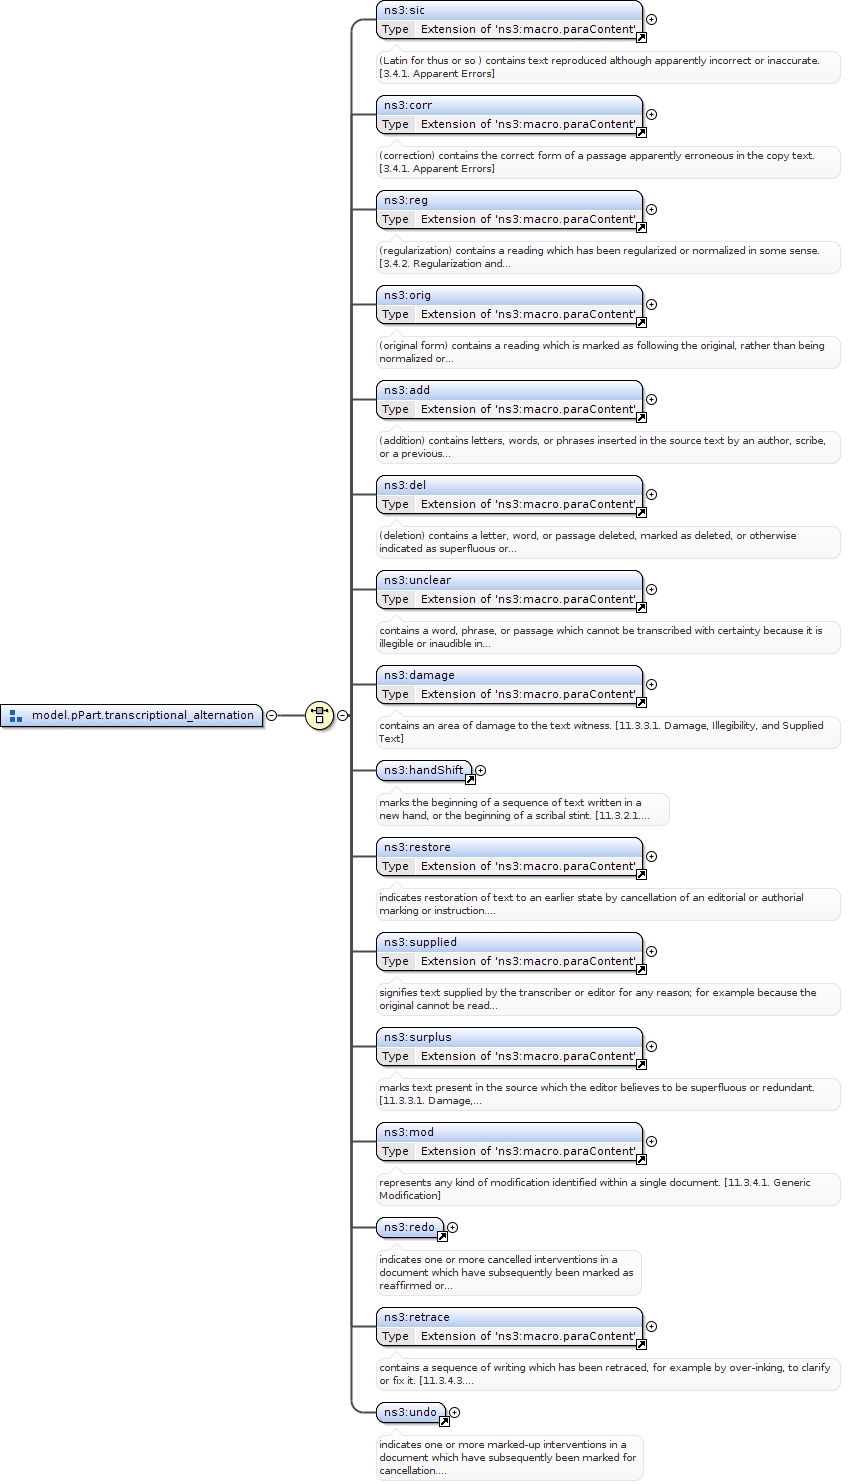 ns3:sic
Type Extension of 'ns3:macro.paraContent'
(Latin for thus or so ) contains text reproduced although apparently incorrect or inaccurate.
[3.4.1. Apparent Errors]
ns3:corr
Type Extension of 'ns3:macro.paraContent'
(correction) contains the correct form of a passage apparently erroneous in the copy text.
[3.4.1. Apparent Errors]
ns3:reg
Type Extension of 'ns3:macro.paraContent'
(regularization) contains a reading which has been regularized or normalized in some sense.
[3.4.2. Regularization and...
ns3:orig
Type Extension of 'ns3:macro.paraContent'
(original form) contains a reading which is marked as following the original, rather than being
normalized or...
ns3:add
Type Extension of 'ns3:macro.paraContent'
(addition) contains letters, words, or phrases inserted in the source text by an author, scribe,
or a previous...
ns3:del
Type Extension of 'ns3:macro.paraContent'
(deletion) contains a letter, word, or passage deleted, marked as deleted, or otherwise
indicated as superfluous or...
ns3:unclear
Type Extension of 'ns3:macro.paraContent'
contains a word, phrase, or passage which cannot be transcribed with certainty because it is
illegible or inaudible in...
ns3:damage
Type Extension of 'ns3:macro.paraContent'
model.pPart.transcriptional_alternation
contains an area of damage to the text witness. [11.3.3.1. Damage, Illegibility, and Supplied
Text]
ns3:handShift
marks the beginning of a sequence of text written in a
new hand, or the beginning of a scribal stint. [11.3.2.1....
ns3:restore
Type Extension of 'ns3:macro.paraContent'
indicates restoration of text to an earlier state by cancellation of an editorial or authorial
marking or instruction....
ns3:supplied
Type Extension of 'ns3:macro.paraContent'
signifies text supplied by the transcriber or editor for any reason; for example because the
original cannot be read...
ns3:surplus
Type Extension of 'ns3:macro.paraContent'
marks text present in the source which the editor believes to be superfluous or redundant.
[11.3.3.1. Damage,...
ns3:mod
Type Extension of 'ns3:macro.paraContent'
represents any kind of modification identified within a single document. [11.3.4.1. Generic
Modification]
ns3:redo
indicates one or more cancelled interventions in a
document which have subsequently been marked as
reaffirmed or...
ns3:retrace
Type Extension of 'ns3:macro.paraContent'
contains a sequence of writing which has been retraced, for example by over-inking, to clarify
or fix it. [11.3.4.3....
ns3:undo
indicates one or more marked-up interventions in a
document which have subsequently been marked for
cancellation....